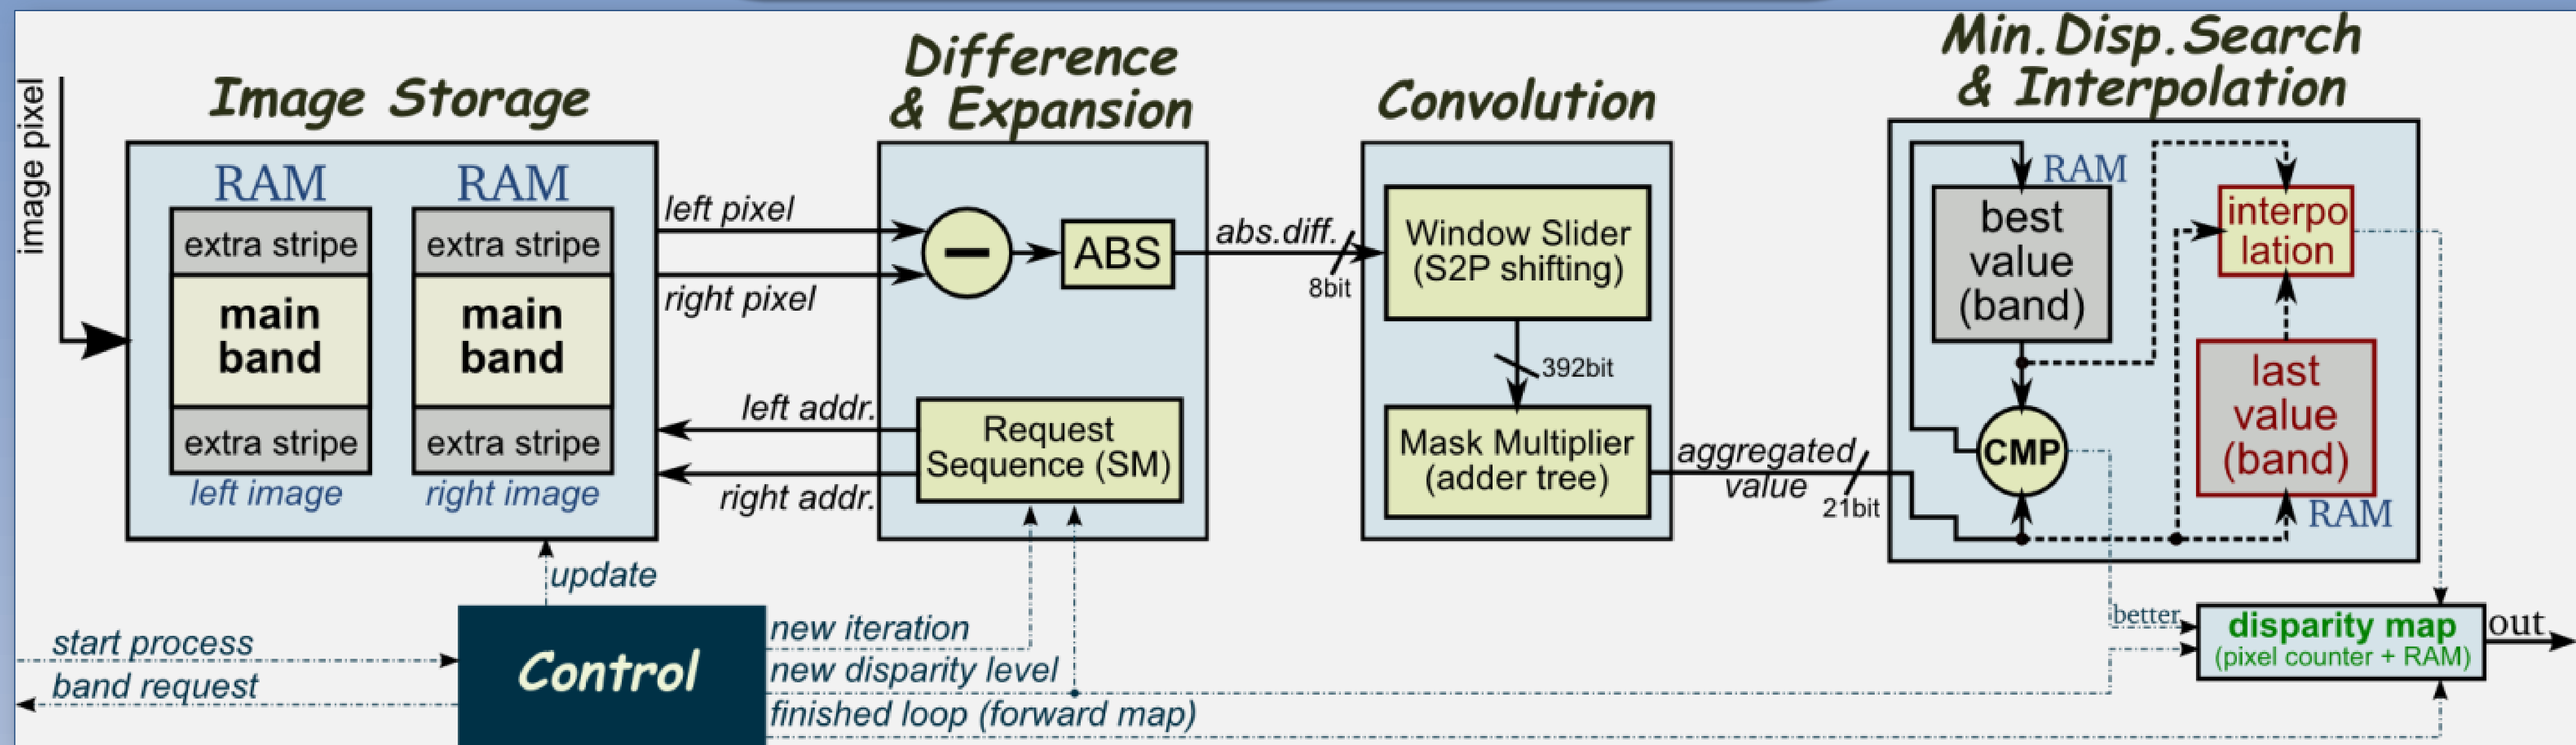 image pixel
Image Storage
RAM
extra stripe
main
band
extra stripe
left image
RAM
extra stripe
main
band
extra stripe
right image
left pixel
right pixel
left addr.
right addr.
Difference
& Expansion
ABS
Request
Sequence (SM)
abs.diff.
8bit
Convolution
Window Slider
(S2P shifting)
392bit
Mask Multiplier
(adder tree)
aggregated
value
21bit
Min.Disp.Search
& Interpolation
RAM
best
value
(band)
CMP
interpo
lation
last
value
(band)
RAM
update
start process
band request
Control
new iteration
new disparity level
finished loop (forward map)
better
disparity map
(pixel counter + RAM)
out